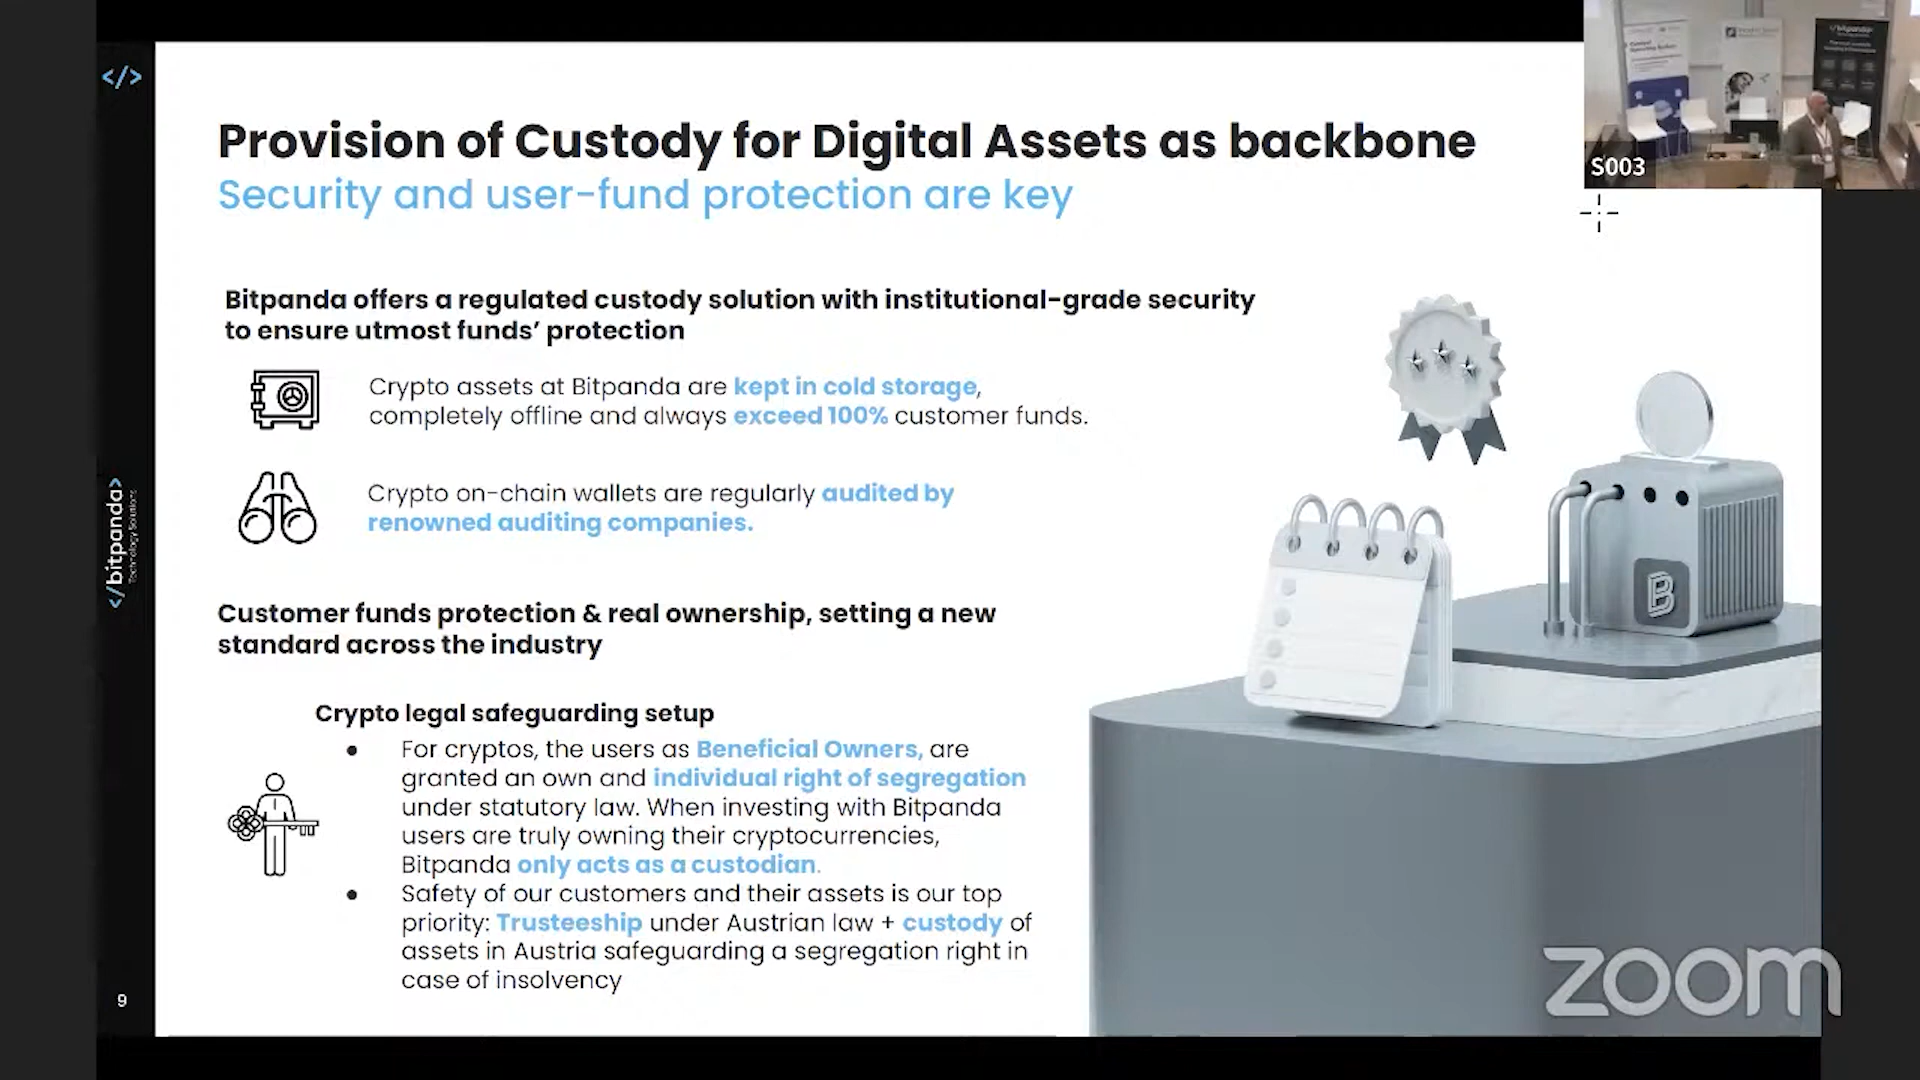 </>
Provision of Custody for Digital Assets as backbone
Security and user-fund protection are key
S003
Bitpanda offers a regulated custody solution with institutional-grade security
to ensure utmost funds’ protection
Crypto assets at Bitpanda are kept in cold storage,
completely offline and always exceed 100% customer funds.
Crypto on-chain wallets are regularly audited by
renowned auditing companies.
</bitpanda>
Technology Solutions
Customer funds protection & real ownership, setting a new
standard across the industry
Crypto legal safeguarding setup
● For cryptos, the users as Beneficial Owners, are
granted an own and individual right of segregation
under statutory law. When investing with Bitpanda
users are truly owning their cryptocurrencies,
Bitpanda only acts as a custodian.
● Safety of our customers and their assets is our top
priority: Trusteeship under Austrian law + custody of
assets in Austria safeguarding a segregation right in
case of insolvency
9
B
zoom